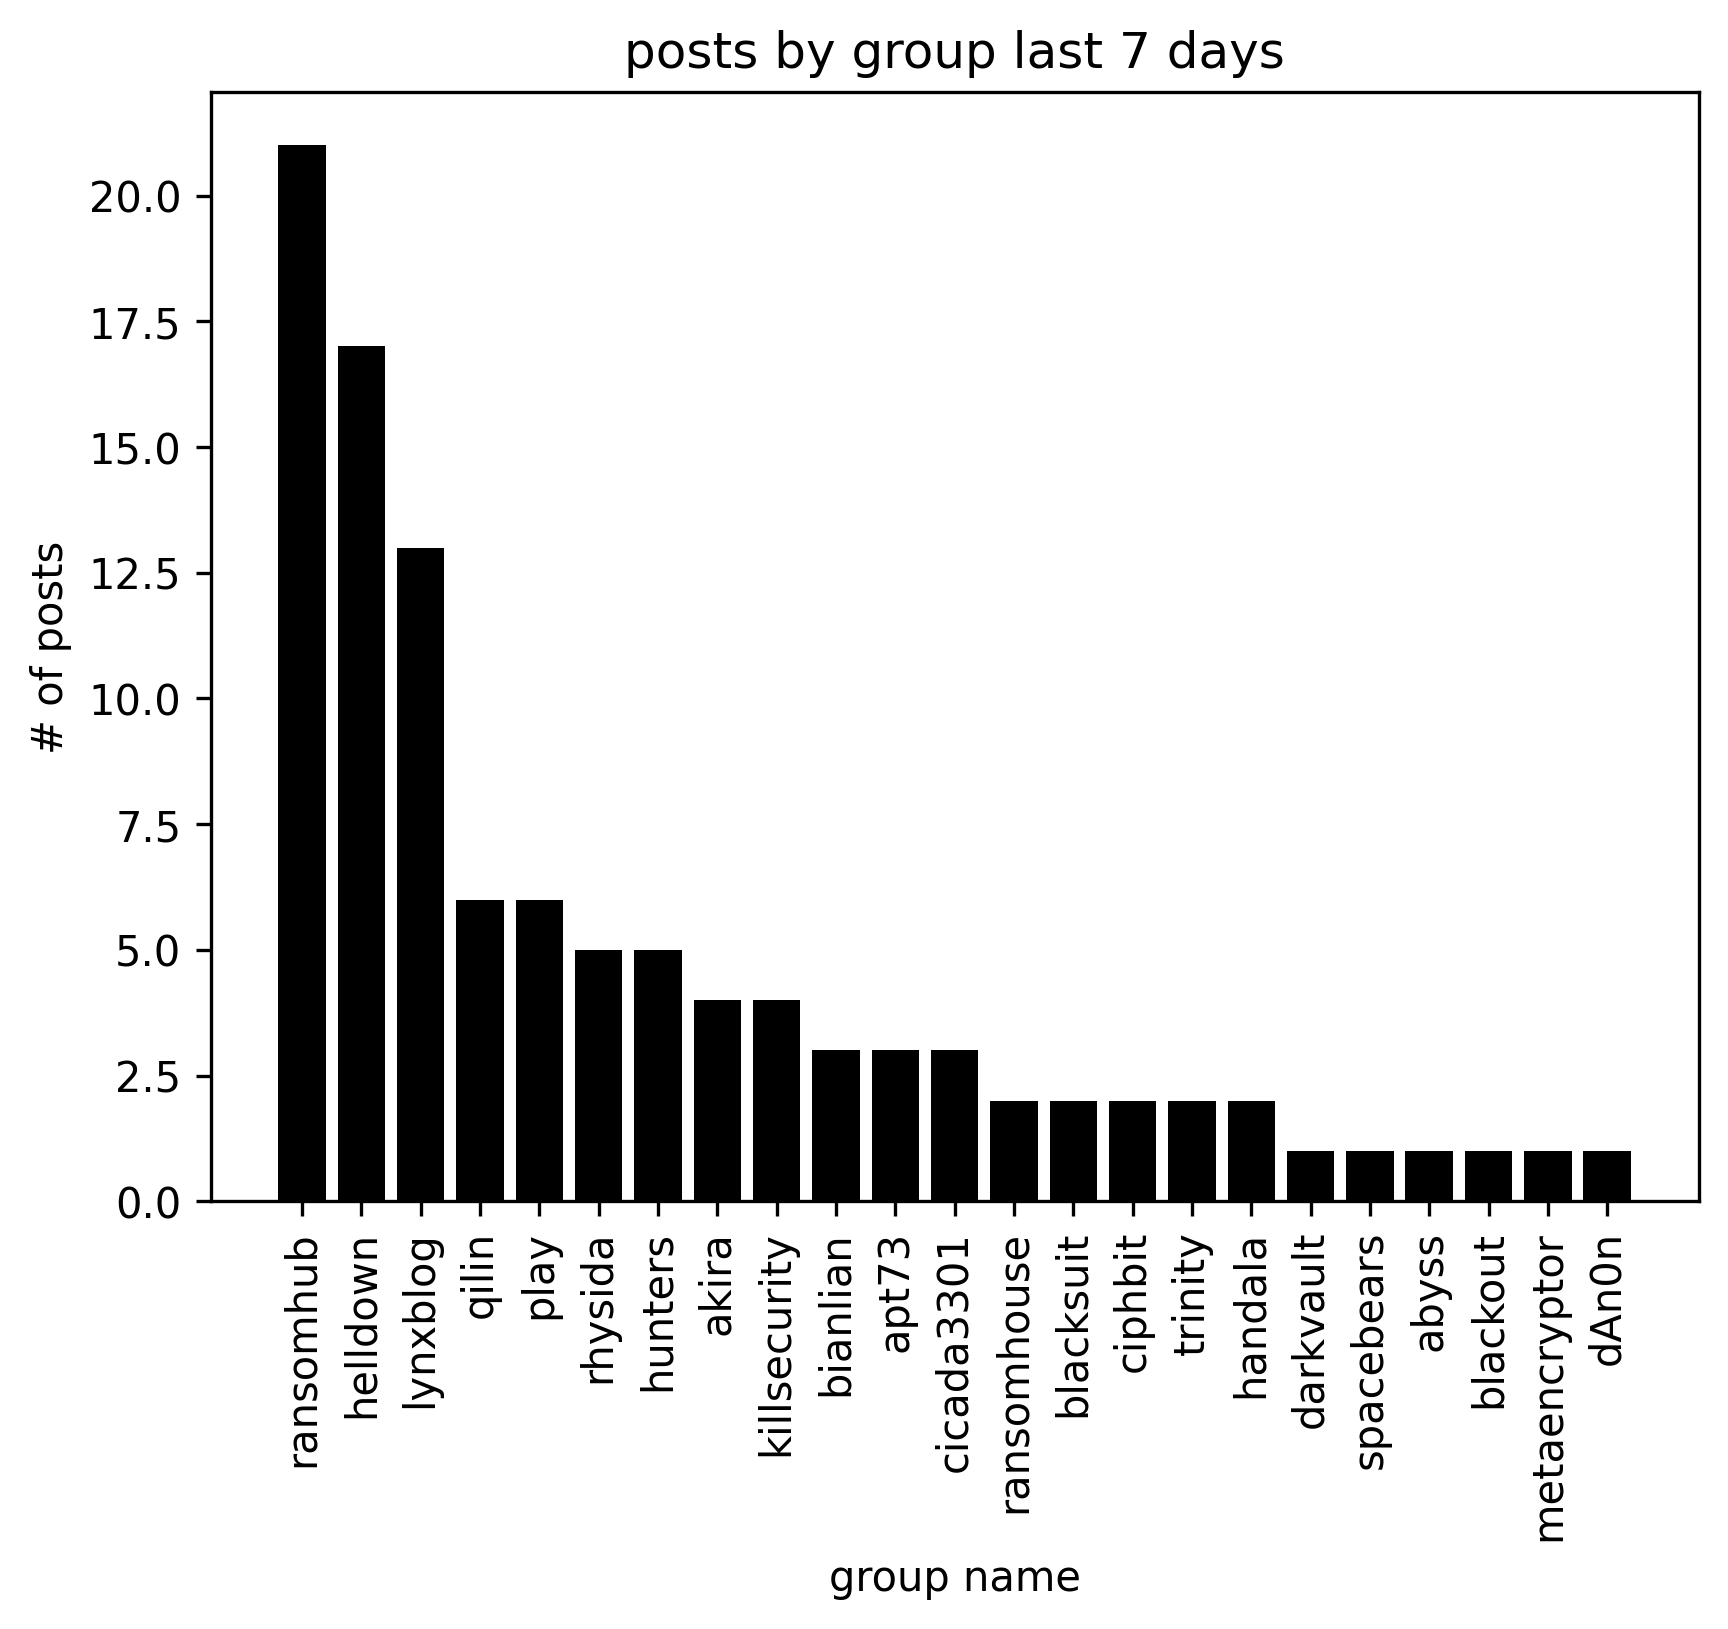 posts by group last 7 days
# of posts
20.0
17.5
15.0
12.5
10.0
7.5
5.0
2.5
0.0
ransomhub
helldown
lynxblog
qilin
play
rhysida
hunters
akira
killsecurity
bianlian
apt73
cicada3301
ransomhouse
blacksuit
ciphbit
trinity
handala
darkvault
spacebears
abyss
blackout
metaencryptor
dAn0n
group name